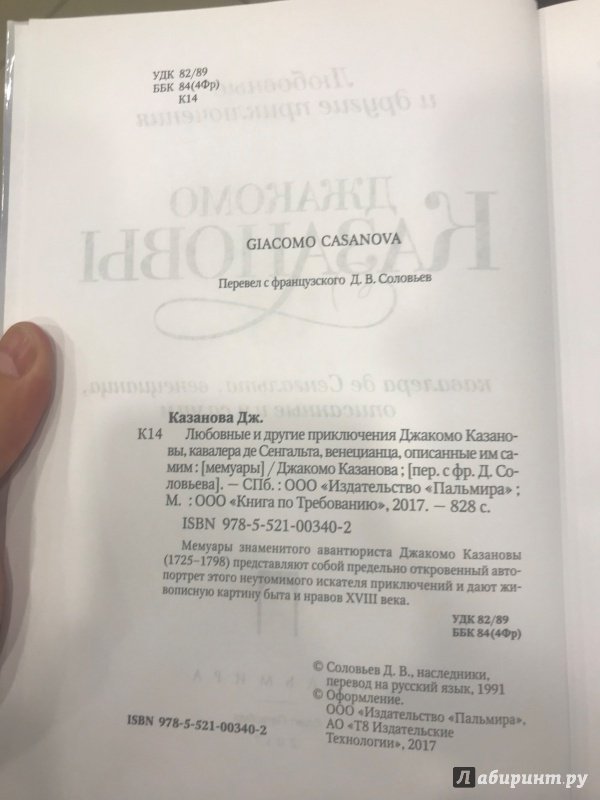 УДК 82/89
ББК 84(4Фр)
К14
GIACOMO CASANOVA
Перевел с французского Д. В. Соловьев
Казанова Дж.
К14 Любовные и другие приключения Джакомо Казано-
вы, кавалера де Сенгальта, венецианца, описанные им са-
мим : [мемуары] / Джакомо Казанова ; [пер. с фр. Д. Со-
ловьева]. — СПб. : ООО «Издательство «Пальмира» ;
М. : ООО «Книга по Требованию», 2017. — 828 с.
ISBN 978-5-521-00340-2
Мемуары знаменитого авантюриста Джакомо Казановы
(1725–1798) представляют собой предельно откровенный авто-
портрет этого неутомимого искателя приключений и дают жи-
вописную картину быта и нравов XVIII века.
УДК 82/89
ББК 84(4Фр)
© Соловьев Д. В., наследники,
перевод на русский язык, 1991
© Оформление.
ООО «Издательство «Пальмира»,
АО «Т8 Издательские
Технологии», 2017
ISBN 978-5-521-00340-2
Лабиринт.ру